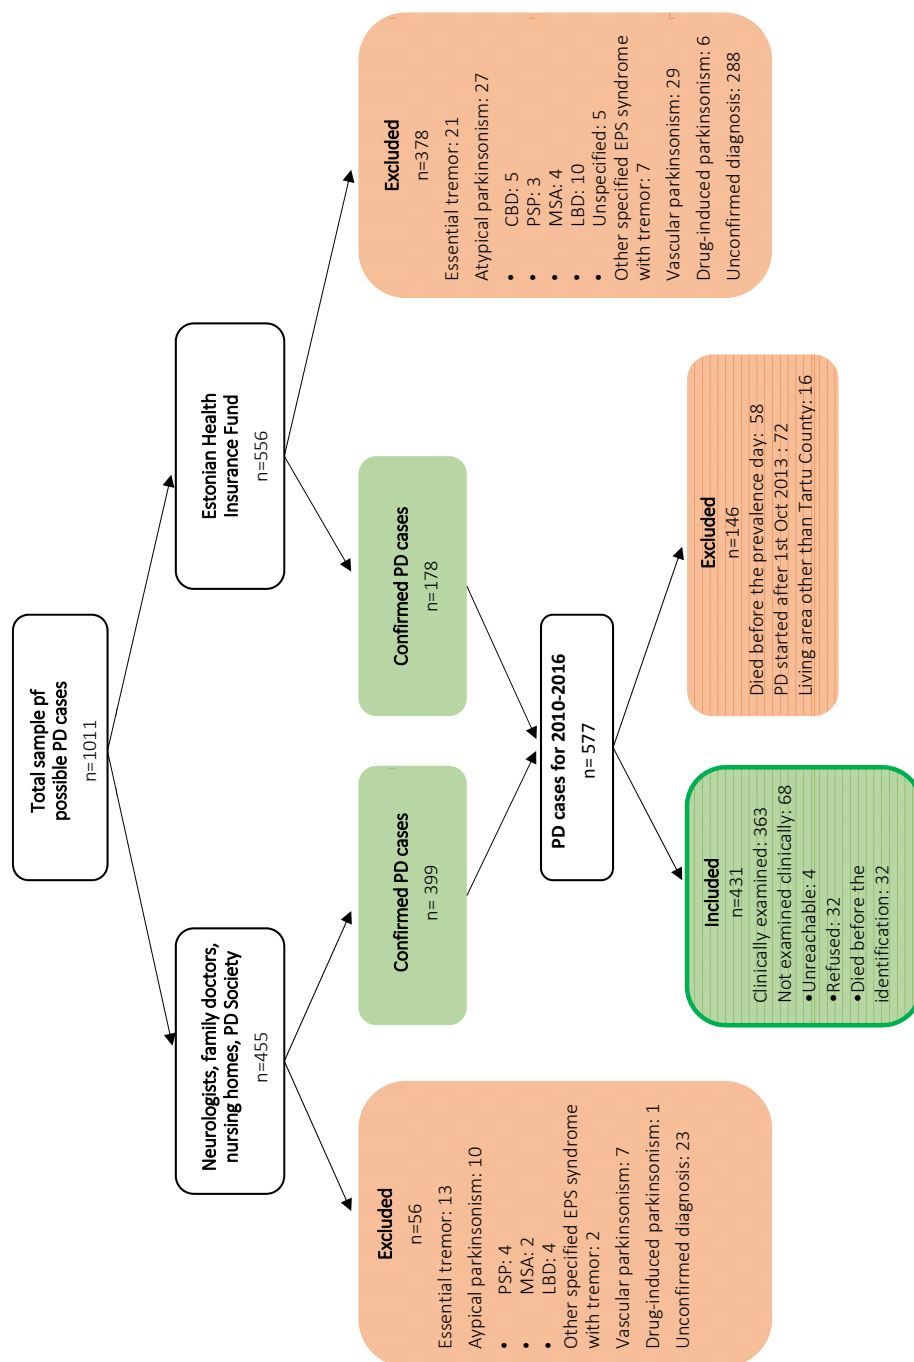 Total sample pf
possible PD cases
n=1011
Neurologists, family doctors,
nursing homes, PD Society
n=455
Estonian Health
Insurance Fund
n=556
Excluded
n=56
Essential tremor: 13
Atypical parkinsonism: 10
• PSP: 4
• MSA: 2
• LBD: 4
Other specified EPS syndrome
with tremor: 2
Vascular parkinsonism: 7
Drug-induced parkinsonism: 1
Unconfirmed diagnosis: 23
Confirmed PD cases
n= 399
Confirmed PD cases
n=178
Excluded
n=378
Essential tremor: 21
Atypical parkinsonism: 27
• CBD: 5
• PSP: 3
• MSA: 4
• LBD: 10
• Unspecified: 5
Other specified EPS syndrome
with tremor: 7
Vascular parkinsonism: 29
Drug-induced parkinsonism: 6
Unconfirmed diagnosis: 288
PD cases for 2010-2016
n= 577
Included
n=431
Clinically examined: 363
Not examined clinically: 68
•Unreachable: 4
•Refused: 32
•Died before the
identification: 32
Excluded
n=146
Died before the prevalence day: 58
PD started after 1st Oct 2013 : 72
Living area other than Tartu County: 16